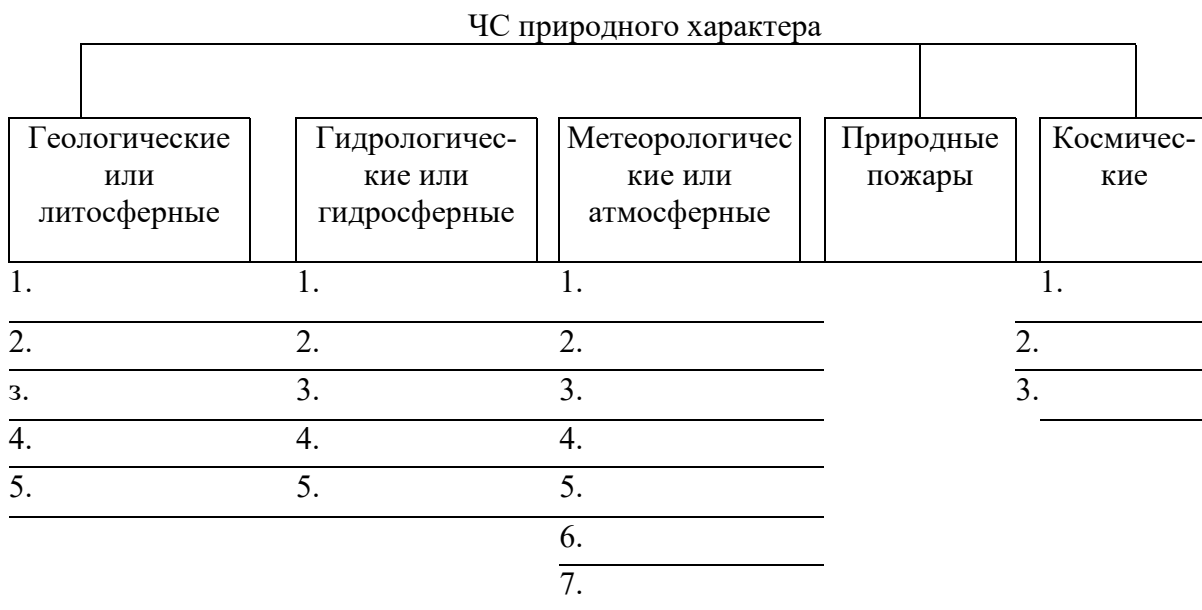 ЧС природного характера
Геологические
или
литосферные
Гидрологичес-
кие или
гидросферные
Метеорологичес
кие или
атмосферные
Природные
пожары
Космичес-
кие
1.
1.
1.
1.
2.
2.
2.
2.
з.
3.
3.
3.
4.
4.
4.
5.
5.
5.
6.
7.